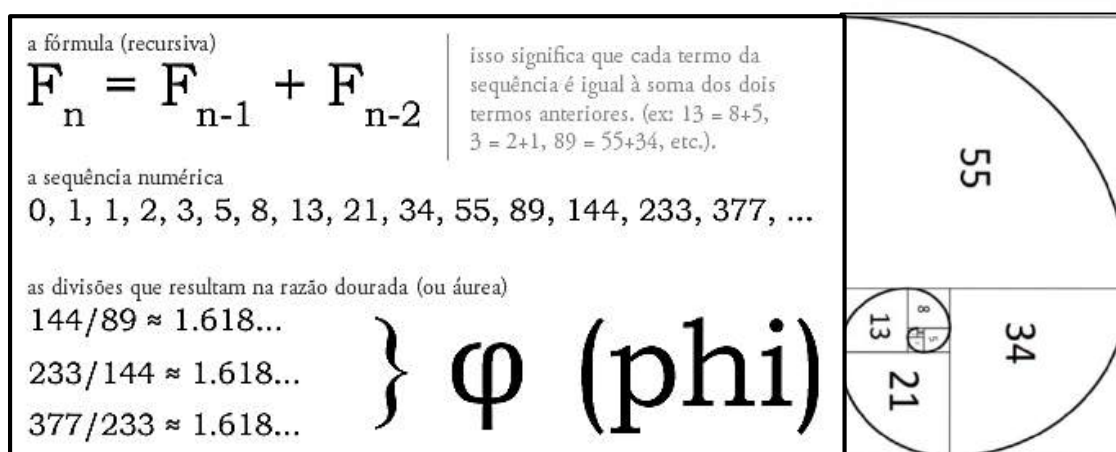 a fórmula (recursiva)
Fn = Fn-1 + Fn-2
isso significa que cada termo da
sequência é igual à soma dos dois
termos anteriores. (ex: 13 = 8+5,
3 = 2+1, 89 = 55+34, etc.).
a sequência numérica
0, 1, 1, 2, 3, 5, 8, 13, 21, 34, 55, 89, 144, 233, 377, ...
as divisões que resultam na razão dourada (ou áurea)
144/89 ≈ 1.618...
233/144 ≈ 1.618...
377/233 ≈ 1.618...
} φ (phi)
55
34
21
13
8
5